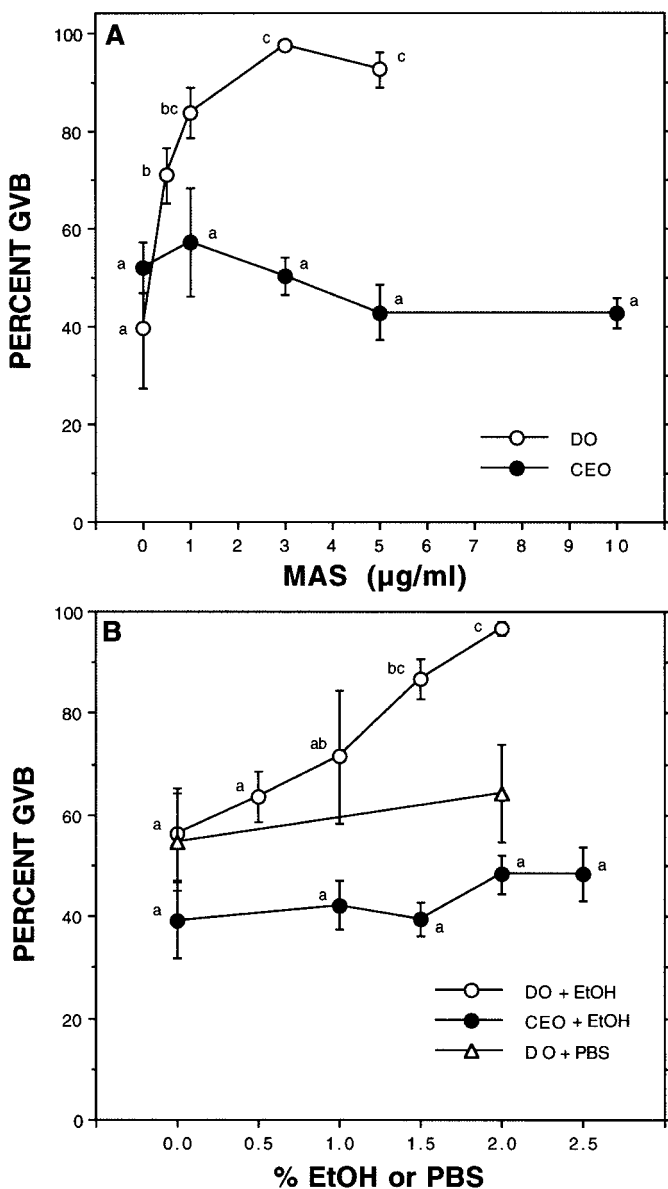 A
100
80
60
40
20
0
PERCENT GVB
c
c
bc
b
a
a
a
a
a
a
DO
CEO
0 1 2 3 4 5 6 7 8 9 10
MAS (µg/ml)
B
100
80
60
40
20
0
PERCENT GVB
c
bc
ab
a
a
a
a
a
a
a
DO + EtOH
CEO + EtOH
DO + PBS
0.0 0.5 1.0 1.5 2.0 2.5
% EtOH or PBS